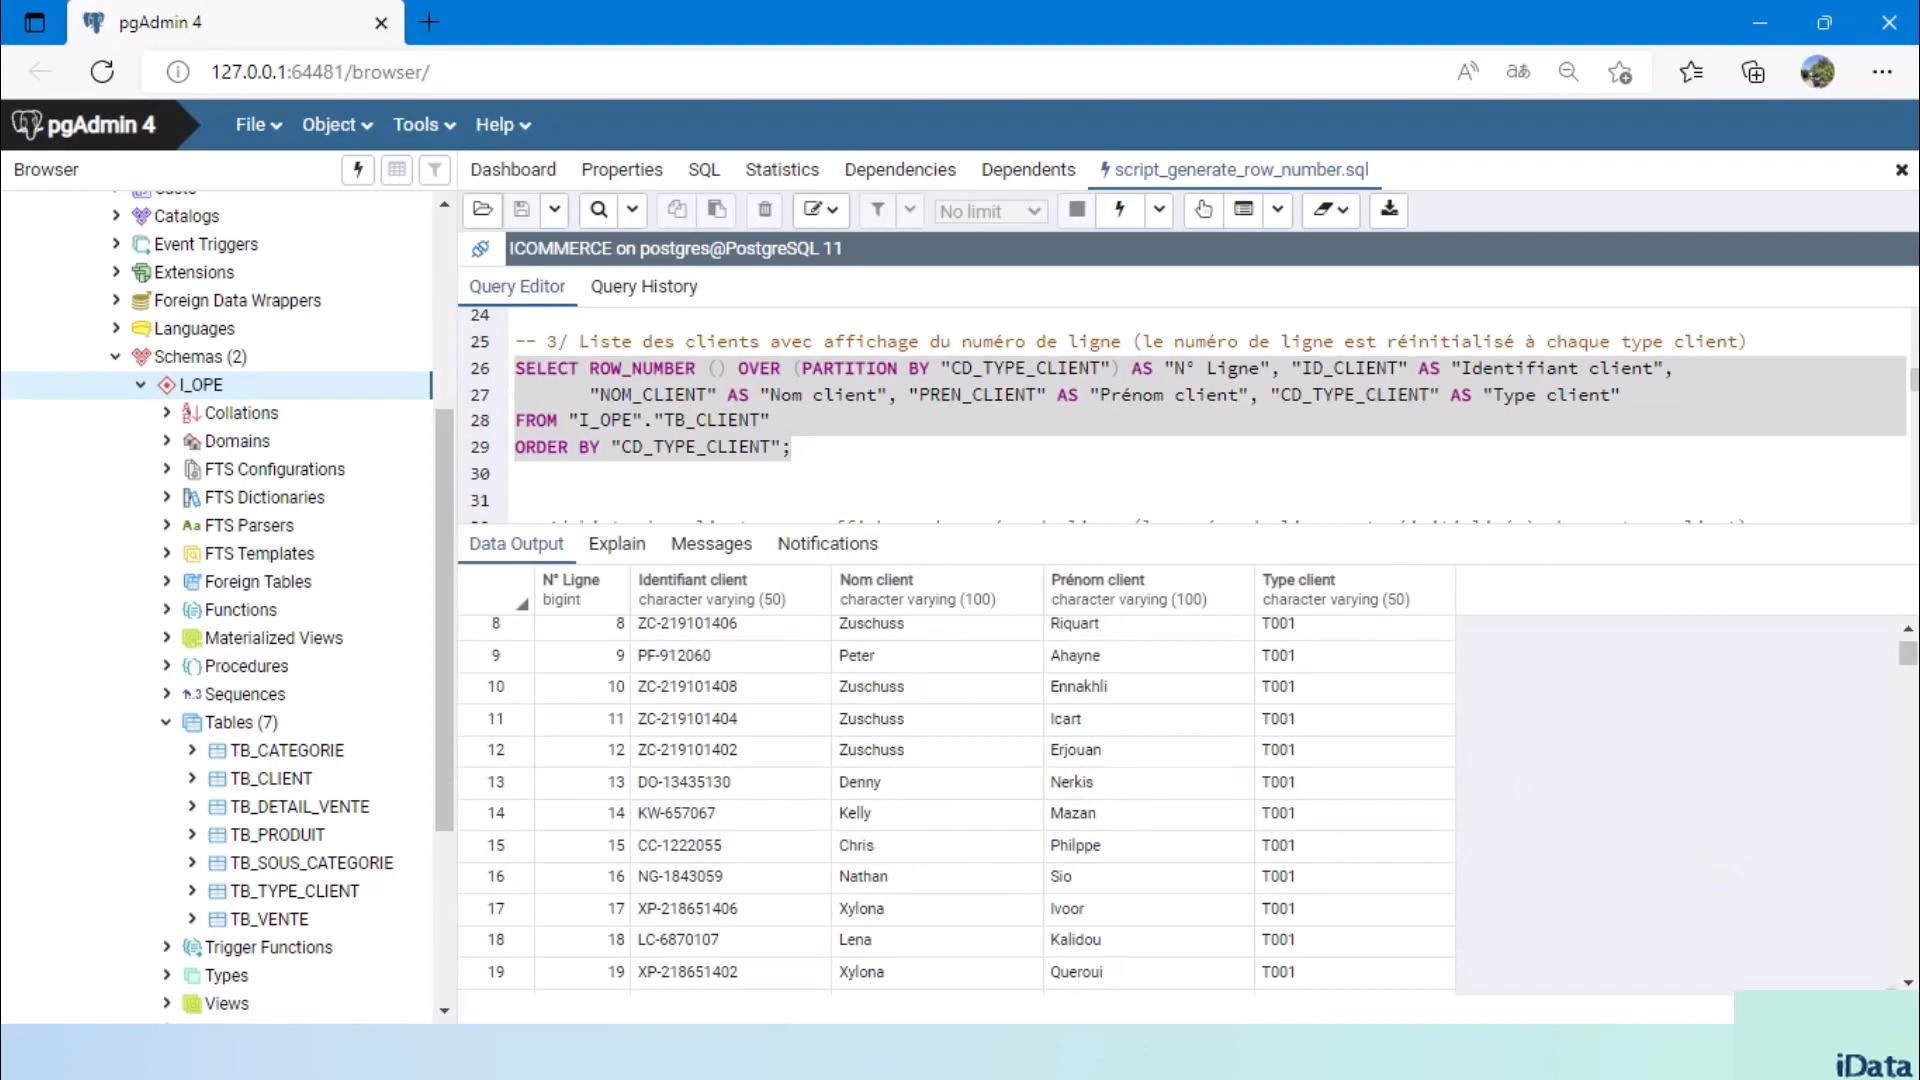 pgAdmin 4
127.0.0.1:64481/browser/
pgAdmin 4
File
Object
Tools
Help
Browser
Dashboard
Properties
SQL
Statistics
Dependencies
Dependents
script_generate_row_number.sql
No limit
ICOMMERCE on postgres@PostgreSQL 11
Query Editor
Query History
Catalogs
Event Triggers
Extensions
Foreign Data Wrappers
Languages
Schemas (2)
I_OPE
Collations
Domains
FTS Configurations
FTS Dictionaries
FTS Parsers
FTS Templates
Foreign Tables
Functions
Materialized Views
Procedures
Sequences
Tables (7)
TB_CATEGORIE
TB_CLIENT
TB_DETAIL_VENTE
TB_PRODUIT
TB_SOUS_CATEGORIE
TB_TYPE_CLIENT
TB_VENTE
Trigger Functions
Types
Views
24
25 -- 3/ Liste des clients avec affichage du numéro de ligne (le numéro de ligne est réinitialisé à chaque type client)
26 SELECT ROW_NUMBER () OVER (PARTITION BY "CD_TYPE_CLIENT") AS "N° Ligne", "ID_CLIENT" AS "Identifiant client",
27 "NOM_CLIENT" AS "Nom client", "PREN_CLIENT" AS "Prénom client", "CD_TYPE_CLIENT" AS "Type client"
28 FROM "I_OPE"."TB_CLIENT"
29 ORDER BY "CD_TYPE_CLIENT";
30
31
Data Output
Explain
Messages
Notifications
N° Ligne Identifiant client Nom client Prénom client Type client
bigint character varying (50) character varying (100) character varying (100) character varying (50)
8 8 ZC-219101406 Zuschuss Riquart T001
9 9 PF-912060 Peter Ahayne T001
10 10 ZC-219101408 Zuschuss Ennakhli T001
11 11 ZC-219101404 Zuschuss Icart T001
12 12 ZC-219101402 Zuschuss Erjouan T001
13 13 DO-13435130 Denny Nerkis T001
14 14 KW-657067 Kelly Mazan T001
15 15 CC-1222055 Chris Philppe T001
16 16 NG-1843059 Nathan Sio T001
17 17 XP-218651406 Xylona Ivoor T001
18 18 LC-6870107 Lena Kalidou T001
19 19 XP-218651402 Xylona Queroui T001
iData